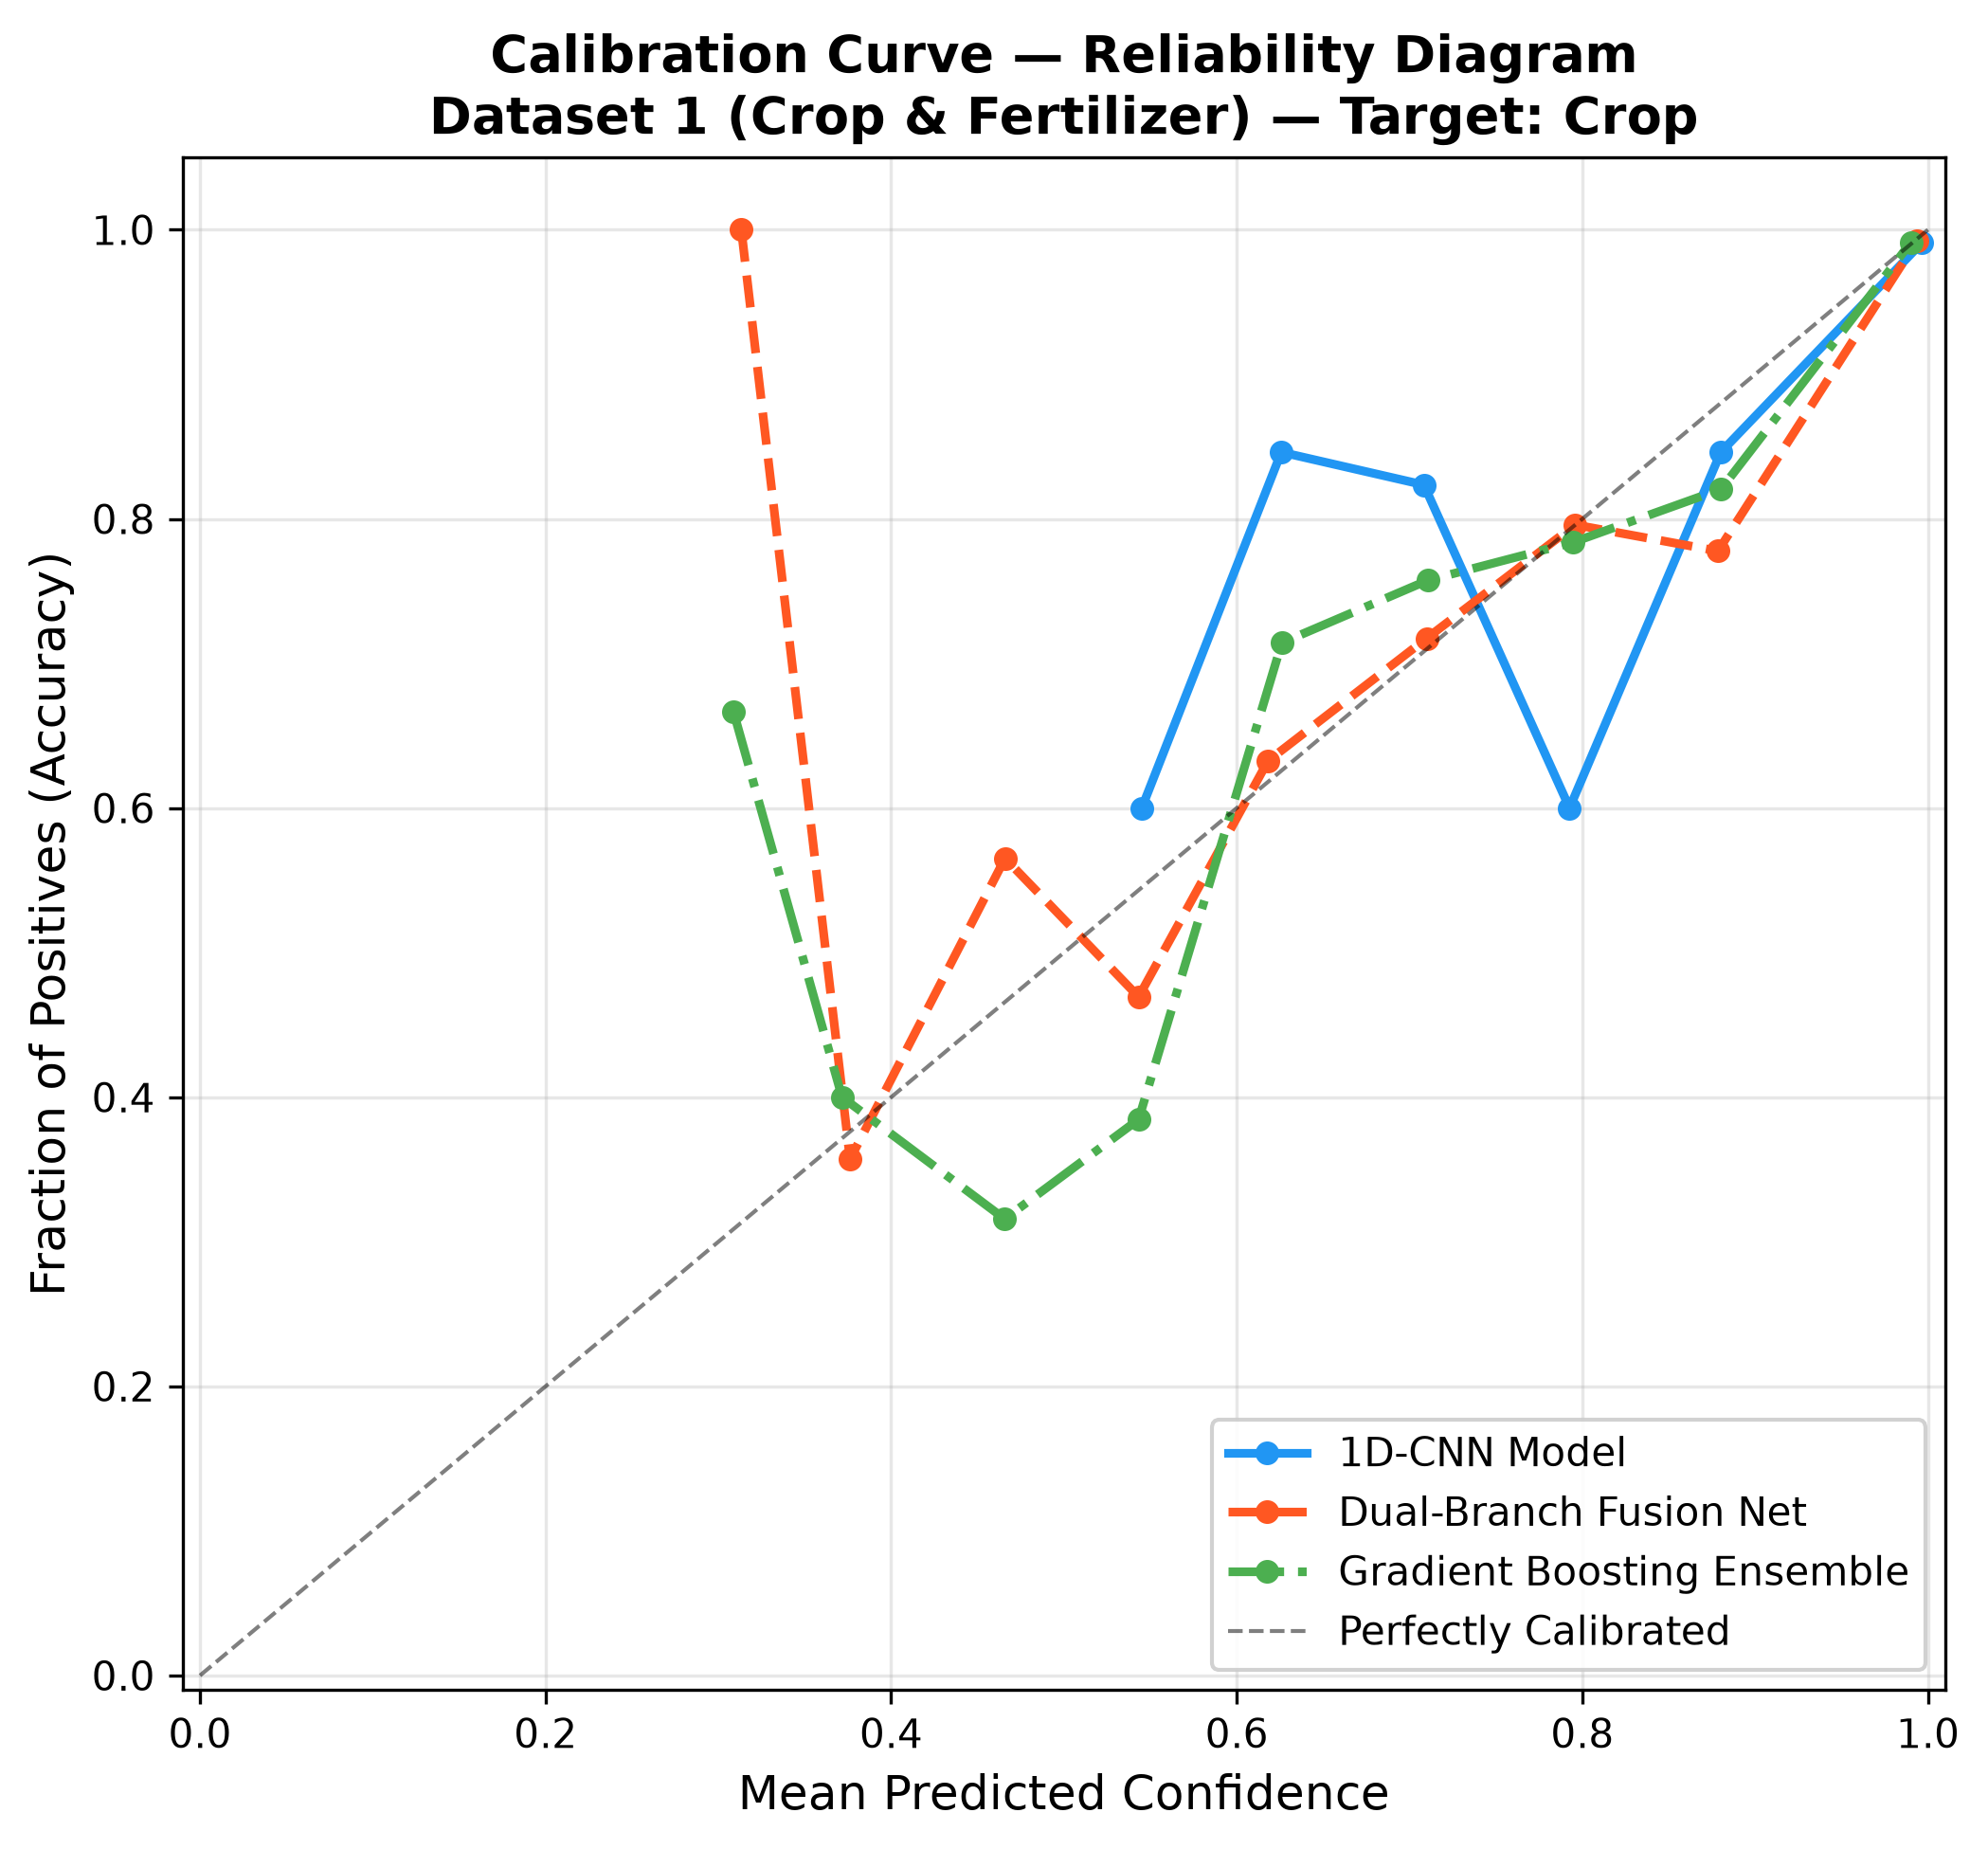 Calibration Curve — Reliability Diagram
Dataset 1 (Crop & Fertilizer) — Target: Crop
Fraction of Positives (Accuracy)
1.0
0.8
0.6
0.4
0.2
0.0
0.0 0.2 0.4 0.6 0.8 1.0
Mean Predicted Confidence
1D-CNN Model
Dual-Branch Fusion Net
Gradient Boosting Ensemble
Perfectly Calibrated